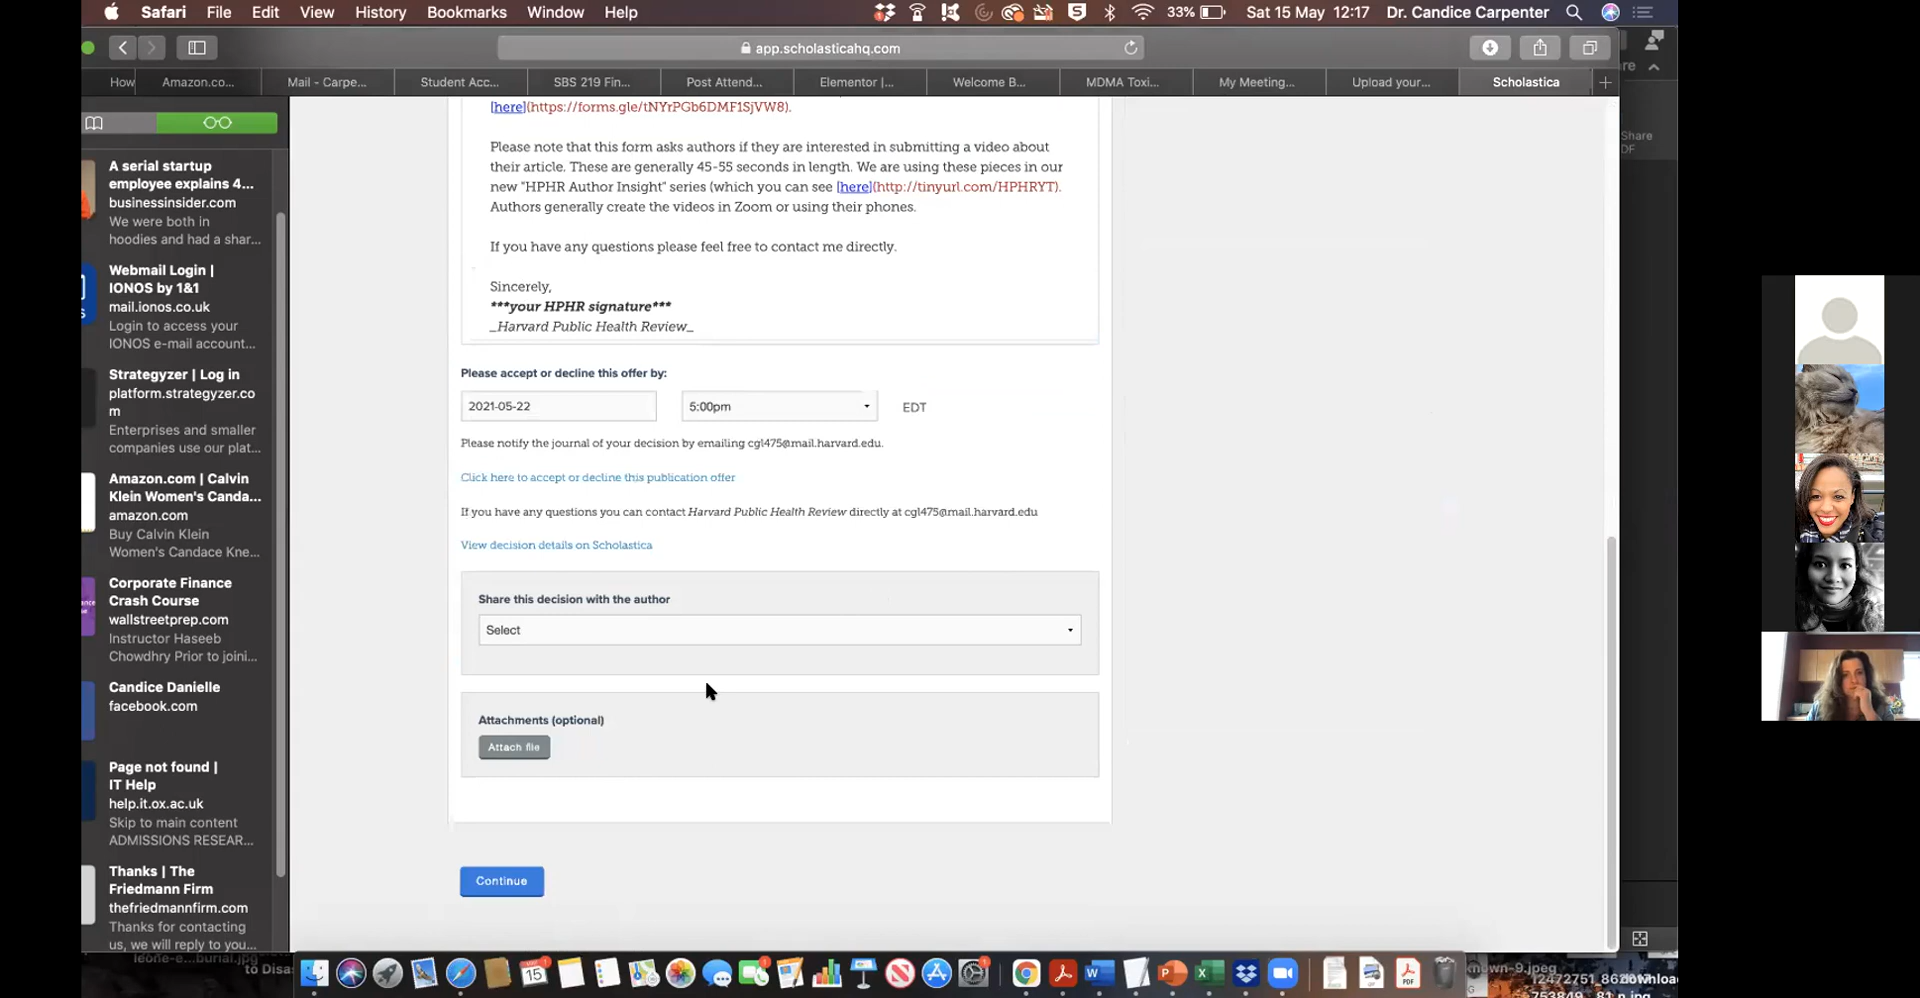 Safari File Edit View History Bookmarks Window Help 33% Sat 15 May 12:17 Dr. Candice Carpenter
app.scholasticahq.com
How Amazon.co... Mail - Carpe... Student Acc... SBS 219 Fin... Post Attend... Elementor |... Welcome B... MDMA Toxi... My Meeting... Upload your... Scholastica
A serial startup
employee explains 4...
businessinsider.com
We were both in
hoodies and had a shar...
Webmail Login |
IONOS by 1&1
mail.ionos.co.uk
Login to access your
IONOS e-mail account...
Strategyzer | Log in
platform.strategyzer.co
m
Enterprises and smaller
companies use our plat...
Amazon.com | Calvin
Klein Women's Canda...
amazon.com
Buy Calvin Klein
Women's Candace Kne...
Corporate Finance
Crash Course
wallstreetprep.com
Instructor Haseeb
Chowdhry Prior to joini...
Candice Danielle
facebook.com
Page not found |
IT Help
help.it.ox.ac.uk
Skip to main content
ADMISSIONS RESEAR...
Thanks | The
Friedmann Firm
thefriedmannfirm.com
Thanks for contacting
us, we will reply to you...
[here](https://forms.gle/tNYrPGb6DMF1SjVW8).
Please note that this form asks authors if they are interested in submitting a video about
their article. These are generally 45-55 seconds in length. We are using these pieces in our
new "HPHR Author Insight" series (which you can see [here](http://tinyurl.com/HPHRYT).
Authors generally create the videos in Zoom or using their phones.
If you have any questions please feel free to contact me directly.
Sincerely,
***your HPHR signature***
_Harvard Public Health Review_
Please accept or decline this offer by:
2021-05-22 5:00pm EDT
Please notify the journal of your decision by emailing cgl475@mail.harvard.edu.
Click here to accept or decline this publication offer
If you have any questions you can contact Harvard Public Health Review directly at cgl475@mail.harvard.edu
View decision details on Scholastica
Share this decision with the author
Select
Attachments (optional)
Attach file
Continue
Share
to Disa
15